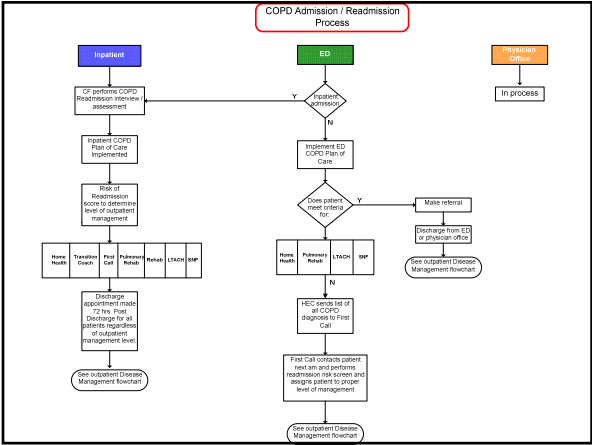 COPD Admission / Readmission
Process
Inpatient
ED
Physician
Office
CF performs COPD
Readmission interview /
assessment
Y
Inpatient
admission
In process
N
Inpatient COPD
Plan of Care
Implemented
Implement ED
COPD Plan of
Care
Risk of
Readmission
score to determine
level of outpatient
management
Does patient
meet criteria
for:
Y
Make referral
Discharge from ED
or physician office
See outpatient Disease
Management flowchart
Home
Health
Transition
Coach
First
Call
Pulmonary
Rehab
Rehab
LTACH
SNF
Home
Health
Pulmonary
Rehab
LTACH
SNF
N
Discharge
appointment made
72 hrs. Post
Discharge for all
patients regardless
of outpatient
management level.
HEC sends list of
all COPD
diagnosis to First
Call
See outpatient Disease
Management flowchart
First Call contacts patient
next am and performs
readmission risk screen and
assigns patient to proper
level of management
See outpatient Disease
Management flowchart